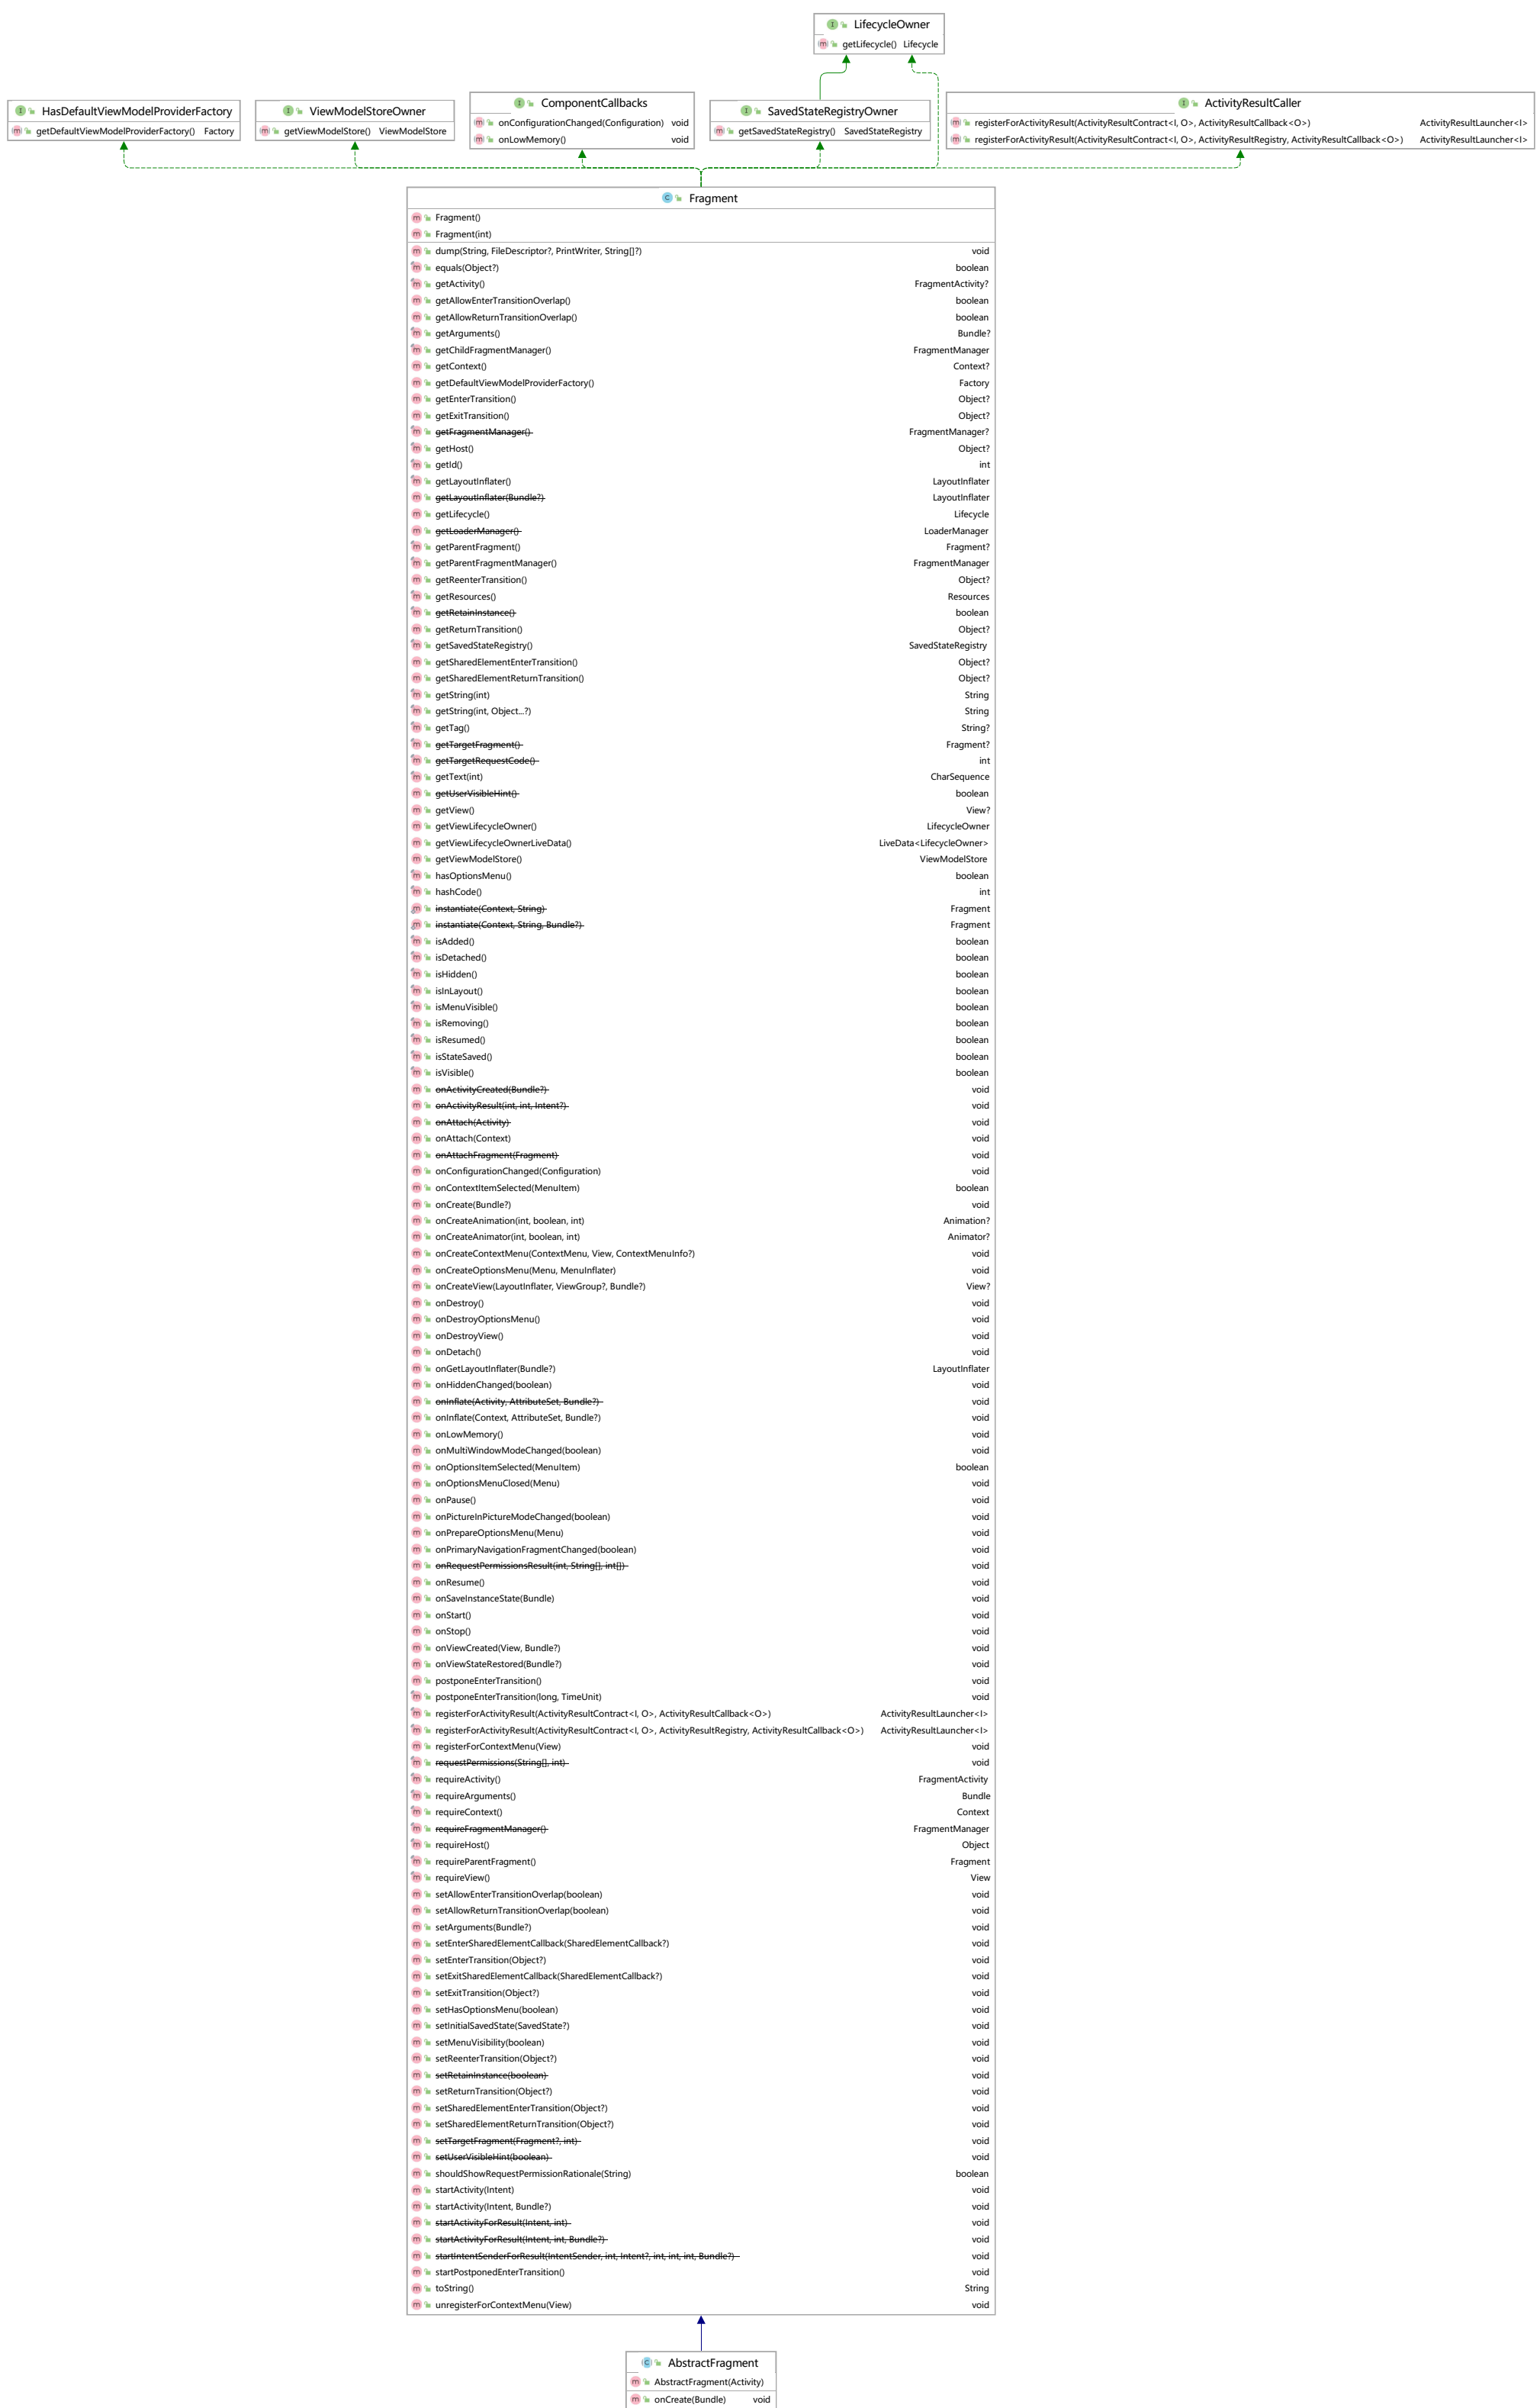 LifecycleOwner
getLifecycle() Lifecycle
HasDefaultViewModelProviderFactory
getDefaultViewModelProviderFactory() Factory
ViewModelStoreOwner
getViewModelStore() ViewModelStore
ComponentCallbacks
onConfigurationChanged(Configuration) void
onLowMemory() void
SavedStateRegistryOwner
getSavedStateRegistry() SavedStateRegistry
ActivityResultCaller
registerForActivityResult(ActivityResultContract<I, O>, ActivityResultCallback<O>) ActivityResultLauncher<I>
registerForActivityResult(ActivityResultContract<I, O>, ActivityResultRegistry, ActivityResultCallback<O>) ActivityResultLauncher<I>
Fragment
Fragment()
Fragment(int)
dump(String, FileDescriptor?, PrintWriter, String[]?) void
equals(Object?) boolean
getActivity() FragmentActivity?
getAllowEnterTransitionOverlap() boolean
getAllowReturnTransitionOverlap() boolean
getArguments() Bundle?
getChildFragmentManager() FragmentManager
getContext() Context?
getDefaultViewModelProviderFactory() Factory
getEnterTransition() Object?
getExitTransition() Object?
getFragmentManager() FragmentManager?
getHost() Object?
getId() int
getLayoutInflater() LayoutInflater
getLayoutInflater(Bundle?) LayoutInflater
getLifecycle() Lifecycle
getLoaderManager() LoaderManager
getParentFragment() Fragment?
getParentFragmentManager() FragmentManager
getReenterTransition() Object?
getResources() Resources
getRetainInstance() boolean
getReturnTransition() Object?
getSavedStateRegistry() SavedStateRegistry
getSharedElementEnterTransition() Object?
getSharedElementReturnTransition() Object?
getString(int) String
getString(int, Object...?) String
getTag() String?
getTargetFragment() Fragment?
getTargetRequestCode() int
getText(int) CharSequence
getUserVisibleHint() boolean
getView() View?
getViewLifecycleOwner() LifecycleOwner
getViewLifecycleOwnerLiveData() LiveData<LifecycleOwner>
getViewModelStore() ViewModelStore
hasOptionsMenu() boolean
hashCode() int
instantiate(Context, String) Fragment
instantiate(Context, String, Bundle?) Fragment
isAdded() boolean
isDetached() boolean
isHidden() boolean
isInLayout() boolean
isMenuVisible() boolean
isRemoving() boolean
isResumed() boolean
isStateSaved() boolean
isVisible() boolean
onActivityCreated(Bundle?) void
onActivityResult(int, int, Intent?) void
onAttach(Activity) void
onAttach(Context) void
onAttachFragment(Fragment) void
onConfigurationChanged(Configuration) void
onContextItemSelected(MenuItem) boolean
onCreate(Bundle?) void
onCreateAnimation(int, boolean, int) Animation?
onCreateAnimator(int, boolean, int) Animator?
onCreateContextMenu(ContextMenu, View, ContextMenuInfo?) void
onCreateOptionsMenu(Menu, MenuInflater) void
onCreateView(LayoutInflater, ViewGroup?, Bundle?) View?
onDestroy() void
onDestroyOptionsMenu() void
onDestroyView() void
onDetach() void
onGetLayoutInflater(Bundle?) LayoutInflater
onHiddenChanged(boolean) void
onInflate(Activity, AttributeSet, Bundle?) void
onInflate(Context, AttributeSet, Bundle?) void
onLowMemory() void
onMultiWindowModeChanged(boolean) void
onOptionsItemSelected(MenuItem) boolean
onOptionsMenuClosed(Menu) void
onPause() void
onPictureInPictureModeChanged(boolean) void
onPrepareOptionsMenu(Menu) void
onPrimaryNavigationFragmentChanged(boolean) void
onRequestPermissionsResult(int, String[], int[]) void
onResume() void
onSaveInstanceState(Bundle) void
onStart() void
onStop() void
onViewCreated(View, Bundle?) void
onViewStateRestored(Bundle?) void
postponeEnterTransition() void
postponeEnterTransition(long, TimeUnit) void
registerForActivityResult(ActivityResultContract<I, O>, ActivityResultCallback<O>) ActivityResultLauncher<I>
registerForActivityResult(ActivityResultContract<I, O>, ActivityResultRegistry, ActivityResultCallback<O>) ActivityResultLauncher<I>
registerForContextMenu(View) void
requestPermissions(String[], int) void
requireActivity() FragmentActivity
requireArguments() Bundle
requireContext() Context
requireFragmentManager() FragmentManager
requireHost() Object
requireParentFragment() Fragment
requireView() View
setAllowEnterTransitionOverlap(boolean) void
setAllowReturnTransitionOverlap(boolean) void
setArguments(Bundle?) void
setEnterSharedElementCallback(SharedElementCallback?) void
setEnterTransition(Object?) void
setExitSharedElementCallback(SharedElementCallback?) void
setExitTransition(Object?) void
setHasOptionsMenu(boolean) void
setInitialSavedState(SavedState?) void
setMenuVisibility(boolean) void
setReenterTransition(Object?) void
setRetainInstance(boolean) void
setReturnTransition(Object?) void
setSharedElementEnterTransition(Object?) void
setSharedElementReturnTransition(Object?) void
setTargetFragment(Fragment?, int) void
setUserVisibleHint(boolean) void
shouldShowRequestPermissionRationale(String) boolean
startActivity(Intent) void
startActivity(Intent, Bundle?) void
startActivityForResult(Intent, int) void
startActivityForResult(Intent, int, Bundle?) void
startIntentSenderForResult(IntentSender, int, Intent?, int, int, int, Bundle?) void
startPostponedEnterTransition() void
toString() String
unregisterForContextMenu(View) void
AbstractFragment
AbstractFragment(Activity)
onCreate(Bundle) void